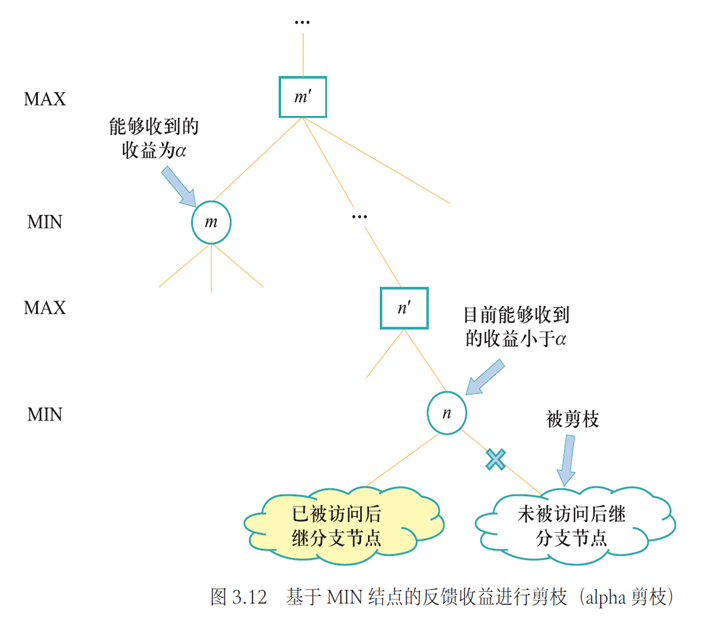 ...
MAX
m′
能够收到的
收益为α
MIN
m
...
MAX
n′
目前能够收到
的收益小于α
MIN
n
被剪枝
已被访问后
继分支节点
未被访问后继
分支节点
图 3.12 基于 MIN 结点的反馈收益进行剪枝（alpha 剪枝）